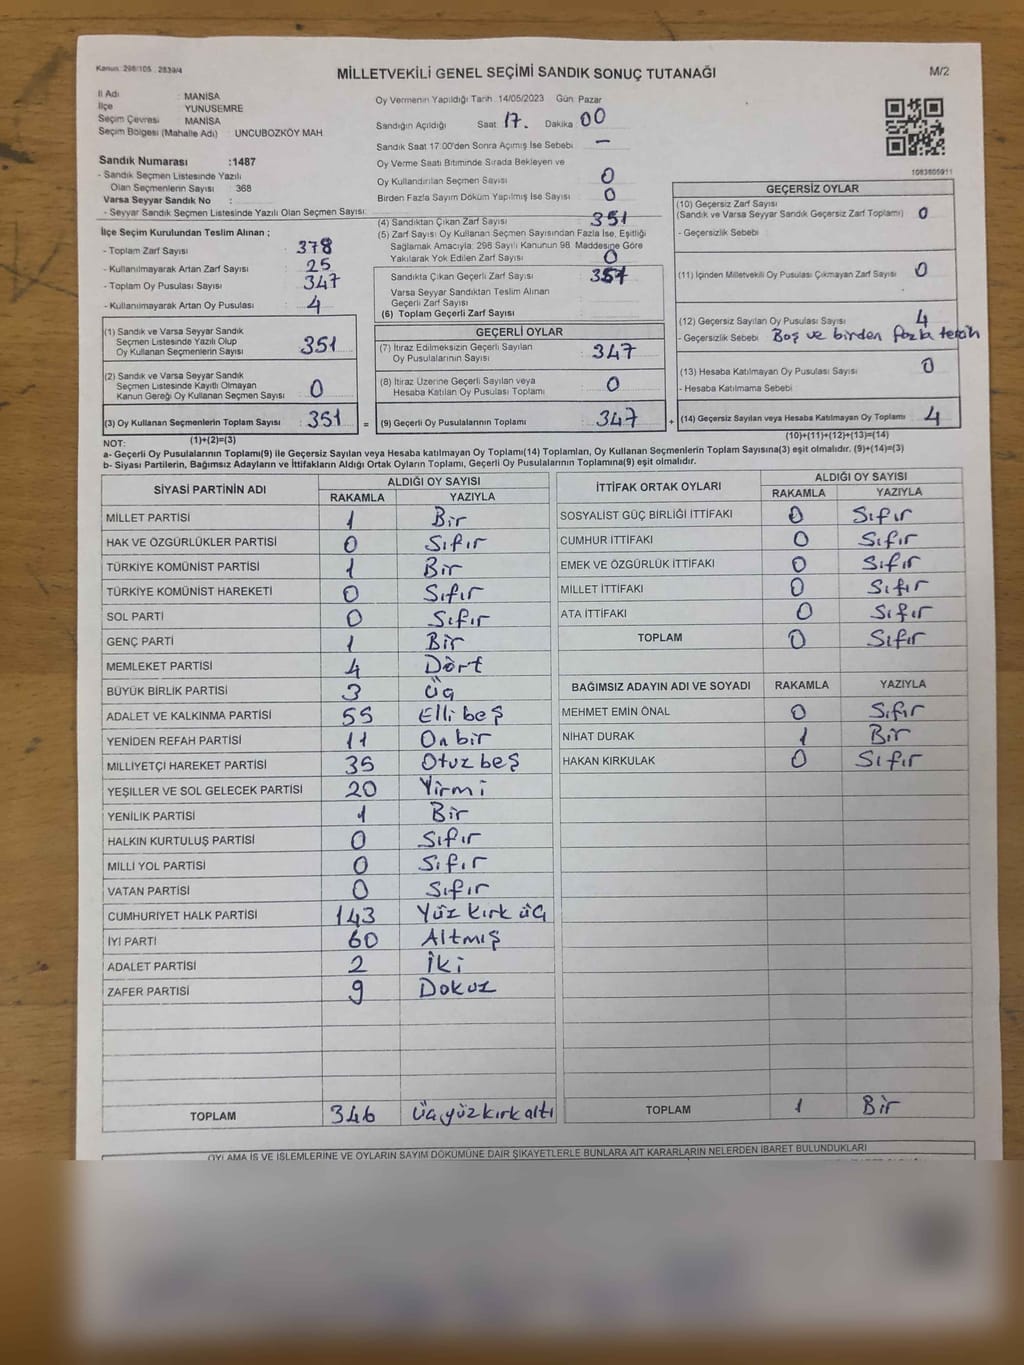 Kanun: 298/105 , 2839/4
MİLLETVEKİLİ GENEL SEÇİMİ SANDIK SONUÇ TUTANAĞI
M/2
İl Adı : MANİSA
İlçe : YUNUSEMRE
Seçim Çevresi : MANİSA
Seçim Bölgesi (Mahalle Adı) : UNCUBOZKÖY MAH
Sandık Numarası :1487
- Sandık Seçmen Listesinde Yazılı
Olan Seçmenlerin Sayısı : 368
Varsa Seyyar Sandık No :
- Seyyar Sandık Seçmen Listesinde Yazılı Olan Seçmen Sayısı:
Oy Vermenin Yapıldığı Tarih :14/05/2023 Gün: Pazar
Sandığın Açıldığı Saat 17. Dakika 00
Sandık Saat 17:00'den Sonra Açımış İse Sebebi —
Oy Verme Saati Bitiminde Sırada Bekleyen ve
Oy Kullandırılan Seçmen Sayısı 0
Birden Fazla Sayım Döküm Yapılmış İse Sayısı 0
1083805911
İlçe Seçim Kurulundan Teslim Alınan ;
- Toplam Zarf Sayısı 378
- Kullanılmayarak Artan Zarf Sayısı 25
- Toplam Oy Pusulası Sayısı 347
- Kullanılmayarak Artan Oy Pusulası 4
(4) Sandıktan Çıkan Zarf Sayısı 351
(5) Zarf Sayısı Oy Kullanan Seçmen Sayısından Fazla İse, Eşitliği
Sağlamak Amacıyla; 298 Sayılı Kanunun 98. Maddesine Göre
Yakılarak Yok Edilen Zarf Sayısı 0
Sandıkta Çıkan Geçerli Zarf Sayısı 351
Varsa Seyyar Sandıktan Teslim Alınan
Geçerli Zarf Sayısı
(6) Toplam Geçerli Zarf Sayısı
GEÇERSİZ OYLAR
(10) Geçersiz Zarf Sayısı
(Sandık ve Varsa Seyyar Sandık Geçersiz Zarf Toplamı) 0
- Geçersizlik Sebebi
(11) İçinden Milletvekili Oy Pusulası Çıkmayan Zarf Sayısı 0
(12) Geçersiz Sayılan Oy Pusulası Sayısı 4
- Geçersizlik Sebebi Boş ve birden fazla tercih
(13) Hesaba Katılmayan Oy Pusulası Sayısı 0
- Hesaba Katılmama Sebebi
(1) Sandık ve Varsa Seyyar Sandık
Seçmen Listesinde Yazılı Olup
Oy Kullanan Seçmenlerin Sayısı 351
(2) Sandık ve Varsa Seyyar Sandık
Seçmen Listesinde Kayıtlı Olmayan
Kanun Gereği Oy Kullanan Seçmen Sayısı 0
GEÇERLİ OYLAR
(7) İtiraz Edilmeksizin Geçerli Sayılan
Oy Pusulalarının Sayısı 347
(8) İtiraz Üzerine Geçerli Sayılan veya
Hesaba Katılan Oy Pusulası Toplamı 0
(3) Oy Kullanan Seçmenlerin Toplam Sayısı 351 = (9) Geçerli Oy Pusulalarının Toplamı 347 + (14) Geçersiz Sayılan veya Hesaba Katılmayan Oy Toplamı 4
NOT: (1)+(2)=(3) (10)+(11)+(12)+(13)=(14)
a- Geçerli Oy Pusulalarının Toplamı(9) ile Geçersiz Sayılan veya Hesaba katılmayan Oy Toplamı(14) Toplamları, Oy Kullanan Seçmenlerin Toplam Sayısına(3) eşit olmalıdır. (9)+(14)=(3)
b- Siyasi Partilerin, Bağımsız Adayların ve İttifakların Aldığı Ortak Oyların Toplamı, Geçerli Oy Pusulalarının Toplamına(9) eşit olmalıdır.
SİYASİ PARTİNİN ADI ALDIĞI OY SAYISI
RAKAMLA YAZIYLA
MİLLET PARTİSİ 1 Bir
HAK VE ÖZGÜRLÜKLER PARTİSİ 0 Sıfır
TÜRKİYE KOMÜNİST PARTİSİ 1 Bir
TÜRKİYE KOMÜNİST HAREKETİ 0 Sıfır
SOL PARTİ 0 Sıfır
GENÇ PARTİ 1 Bir
MEMLEKET PARTİSİ 4 Dört
BÜYÜK BİRLİK PARTİSİ 3 Üç
ADALET VE KALKINMA PARTİSİ 55 Elli beş
YENİDEN REFAH PARTİSİ 11 On bir
MİLLİYETÇİ HAREKET PARTİSİ 35 Otuz beş
YEŞİLLER VE SOL GELECEK PARTİSİ 20 Yirmi
YENİLİK PARTİSİ 1 Bir
HALKIN KURTULUŞ PARTİSİ 0 Sıfır
MİLLİ YOL PARTİSİ 0 Sıfır
VATAN PARTİSİ 0 Sıfır
CUMHURİYET HALK PARTİSİ 143 Yüz kırk üç
İYİ PARTİ 60 Altmış
ADALET PARTİSİ 2 İki
ZAFER PARTİSİ 9 Dokuz
TOPLAM 346 Üç yüz kırk altı
İTTİFAK ORTAK OYLARI ALDIĞI OY SAYISI
RAKAMLA YAZIYLA
SOSYALİST GÜÇ BİRLİĞİ İTTİFAKI 0 Sıfır
CUMHUR İTTİFAKI 0 Sıfır
EMEK VE ÖZGÜRLÜK İTTİFAKI 0 Sıfır
MİLLET İTTİFAKI 0 Sıfır
ATA İTTİFAKI 0 Sıfır
TOPLAM 0 Sıfır
BAĞIMSIZ ADAYIN ADI VE SOYADI RAKAMLA YAZIYLA
MEHMET EMİN ÖNAL 0 Sıfır
NİHAT DURAK 1 Bir
HAKAN KIRKULAK 0 Sıfır
TOPLAM 1 Bir
OYLAMA İŞ VE İŞLEMLERİNE VE OYLARIN SAYIM DÖKÜMÜNE DAİR ŞİKAYETLERLE BUNLARA AİT KARARLARIN NELERDEN İBARET BULUNDUKLARI